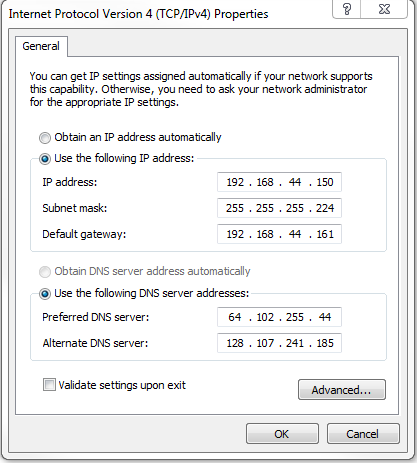 Internet Protocol Version 4 (TCP/IPv4) Properties
General
You can get IP settings assigned automatically if your network supports
this capability. Otherwise, you need to ask your network administrator
for the appropriate IP settings.
Obtain an IP address automatically
Use the following IP address:
IP address: 192 . 168 . 44 . 150
Subnet mask: 255 . 255 . 255 . 224
Default gateway: 192 . 168 . 44 . 161
Obtain DNS server address automatically
Use the following DNS server addresses:
Preferred DNS server: 64 . 102 . 255 . 44
Alternate DNS server: 128 . 107 . 241 . 185
Validate settings upon exit
Advanced...
OK Cancel